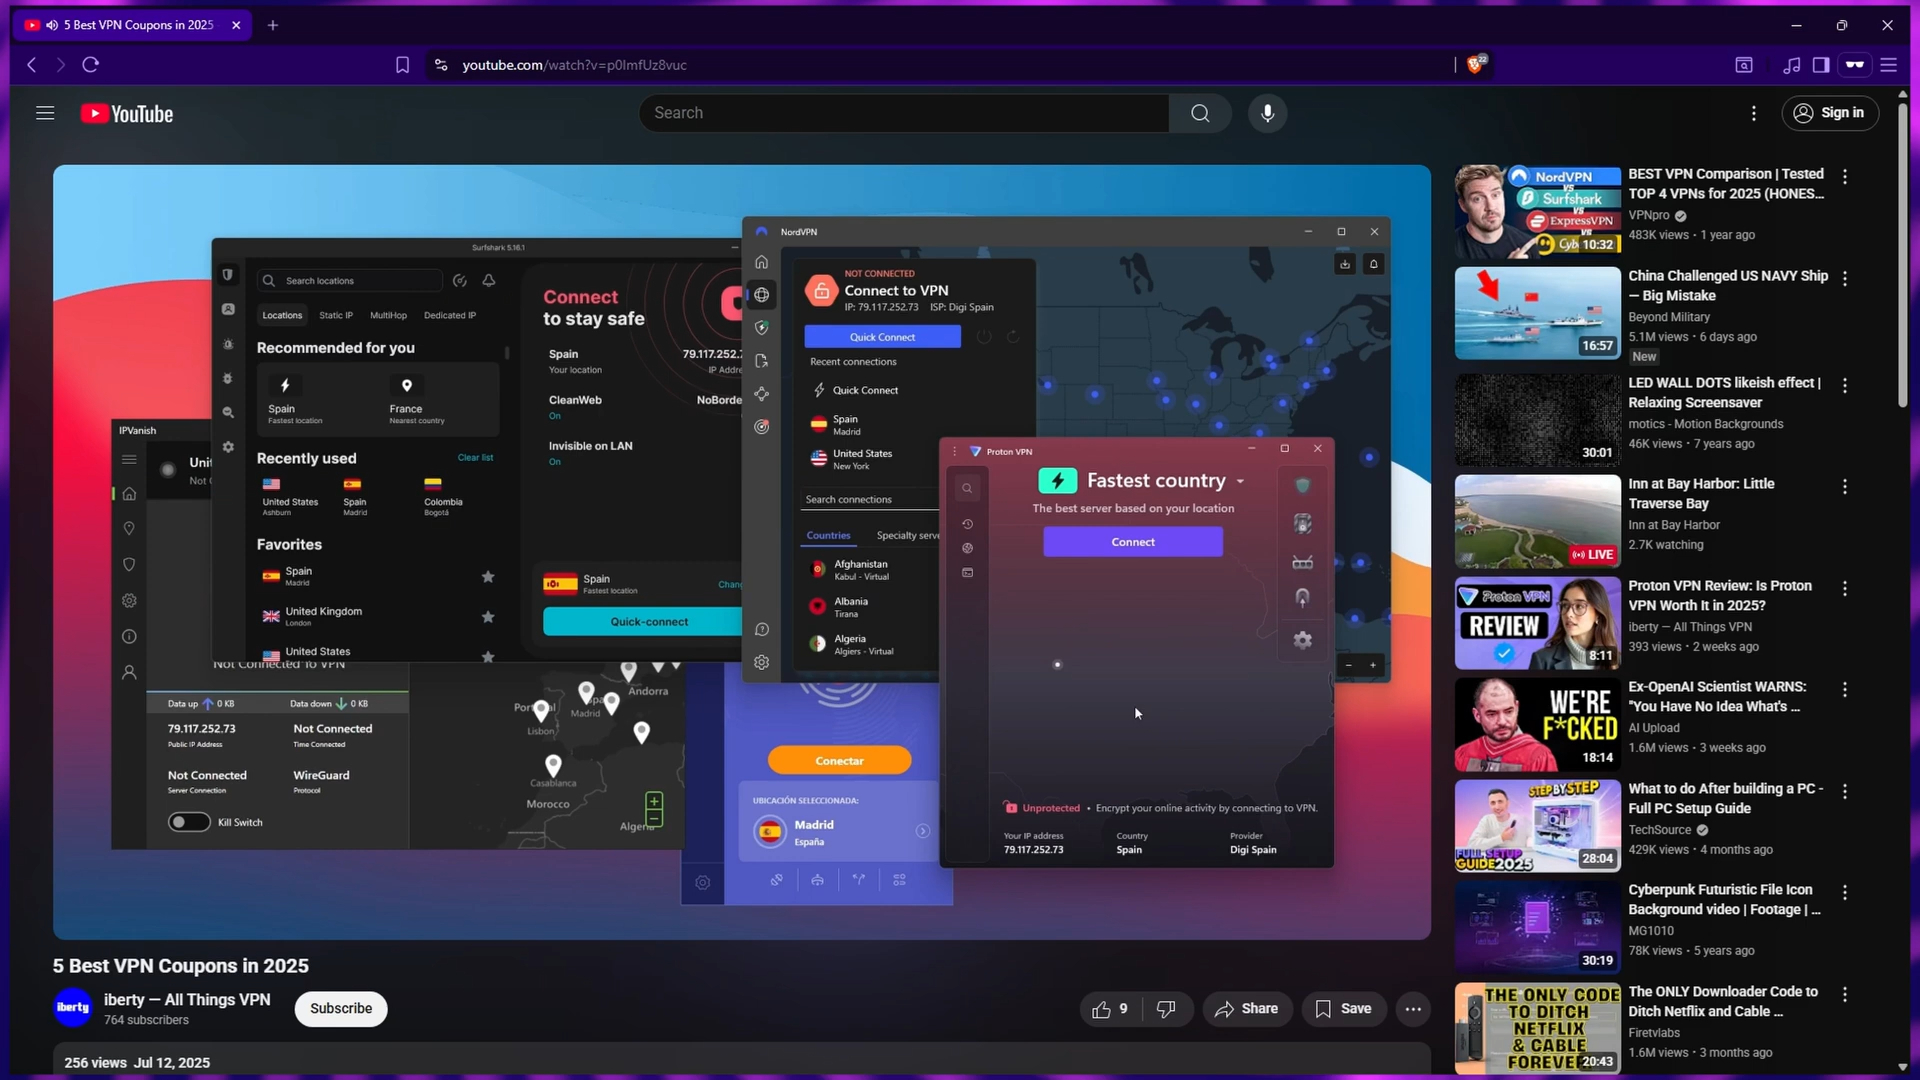 5 Best VPN Coupons in 2025
youtube.com/watch?v=p0ImfUz8vuc
22
YouTube
Search
Sign in
Surfshark 5.16.1
Search locations
Locations
Static IP
MultiHop
Dedicated IP
Recommended for you
Spain
Fastest location
France
Nearest country
Recently used
Clear list
United States
Ashburn
Spain
Madrid
Colombia
Bogotá
Favorites
Spain
Madrid
United Kingdom
London
United States
Connect
to stay safe
Spain
Your location
79.117.252.7
IP Addre
CleanWeb
On
NoBorde
Invisible on LAN
On
Spain
Fastest location
Chang
Quick-connect
NordVPN
NOT CONNECTED
Connect to VPN
IP: 79.117.252.73 ISP: Digi Spain
Quick Connect
Recent connections
Quick Connect
Spain
Madrid
United States
New York
Search connections
Countries
Specialty serve
Afghanistan
Kabul - Virtual
Albania
Tirana
Algeria
Algiers - Virtual
Proton VPN
Fastest country
The best server based on your location
Connect
Unprotected • Encrypt your online activity by connecting to VPN.
Your IP address
79.117.252.73
Country
Spain
Provider
Digi Spain
IPVanish
Unit
Not C
Not Connected To VPN
Data up 0 KB
Data down 0 KB
79.117.252.73
Public IP Address
Not Connected
Time Connected
Not Connected
Server Connection
WireGuard
Protocol
Kill Switch
Andorra
Madrid
Lisbon
Casablanca
Morocco
Conectar
UBICACIÓN SELECCIONADA:
Madrid
España
5 Best VPN Coupons in 2025
iberty
iberty — All Things VPN
764 subscribers
Subscribe
9
Share
Save
256 views Jul 12, 2025
NordVPN
VS
Surfshark
VS
ExpressVPN
VS
Cyb
10:32
BEST VPN Comparison | Tested
TOP 4 VPNs for 2025 (HONES...
VPNpro
483K views • 1 year ago
16:57
China Challenged US NAVY Ship
— Big Mistake
Beyond Military
5.1M views • 6 days ago
New
30:01
LED WALL DOTS likeish effect |
Relaxing Screensaver
motics - Motion Backgrounds
46K views • 7 years ago
LIVE
Inn at Bay Harbor: Little
Traverse Bay
Inn at Bay Harbor
2.7K watching
Proton VPN
REVIEW
8:11
Proton VPN Review: Is Proton
VPN Worth It in 2025?
iberty — All Things VPN
393 views • 2 weeks ago
WE'RE
F*CKED
18:14
Ex-OpenAI Scientist WARNS:
"You Have No Idea What's ...
AI Upload
1.6M views • 3 weeks ago
STEP BY STEP
FULL SETUP
GUIDE 2025
28:04
What to do After building a PC -
Full PC Setup Guide
TechSource
429K views • 4 months ago
30:19
Cyberpunk Futuristic File Icon
Background video | Footage | ...
MG1010
78K views • 5 years ago
THE ONLY CODE
TO DITCH
NETFLIX
& CABLE
FOREVER
20:43
The ONLY Downloader Code to
Ditch Netflix and Cable ...
Firetvlabs
1.6M views • 3 months ago